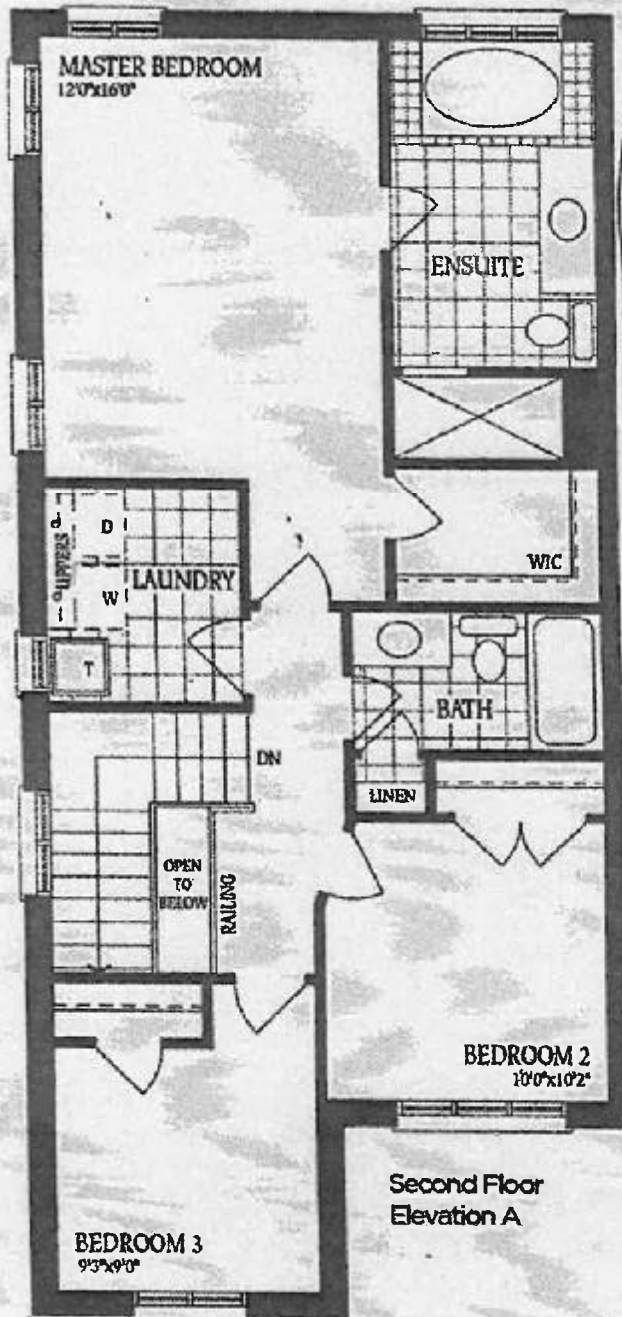 MASTER BEDROOM
12'0"x16'0"
ENSUITE
D
UPPERS
W
LAUNDRY
T
WIC
BATH
DN
LINEN
OPEN
TO
BELOW
RAILING
BEDROOM 2
10'0"x10'2"
Second Floor
Elevation A
BEDROOM 3
9'3"x9'0"